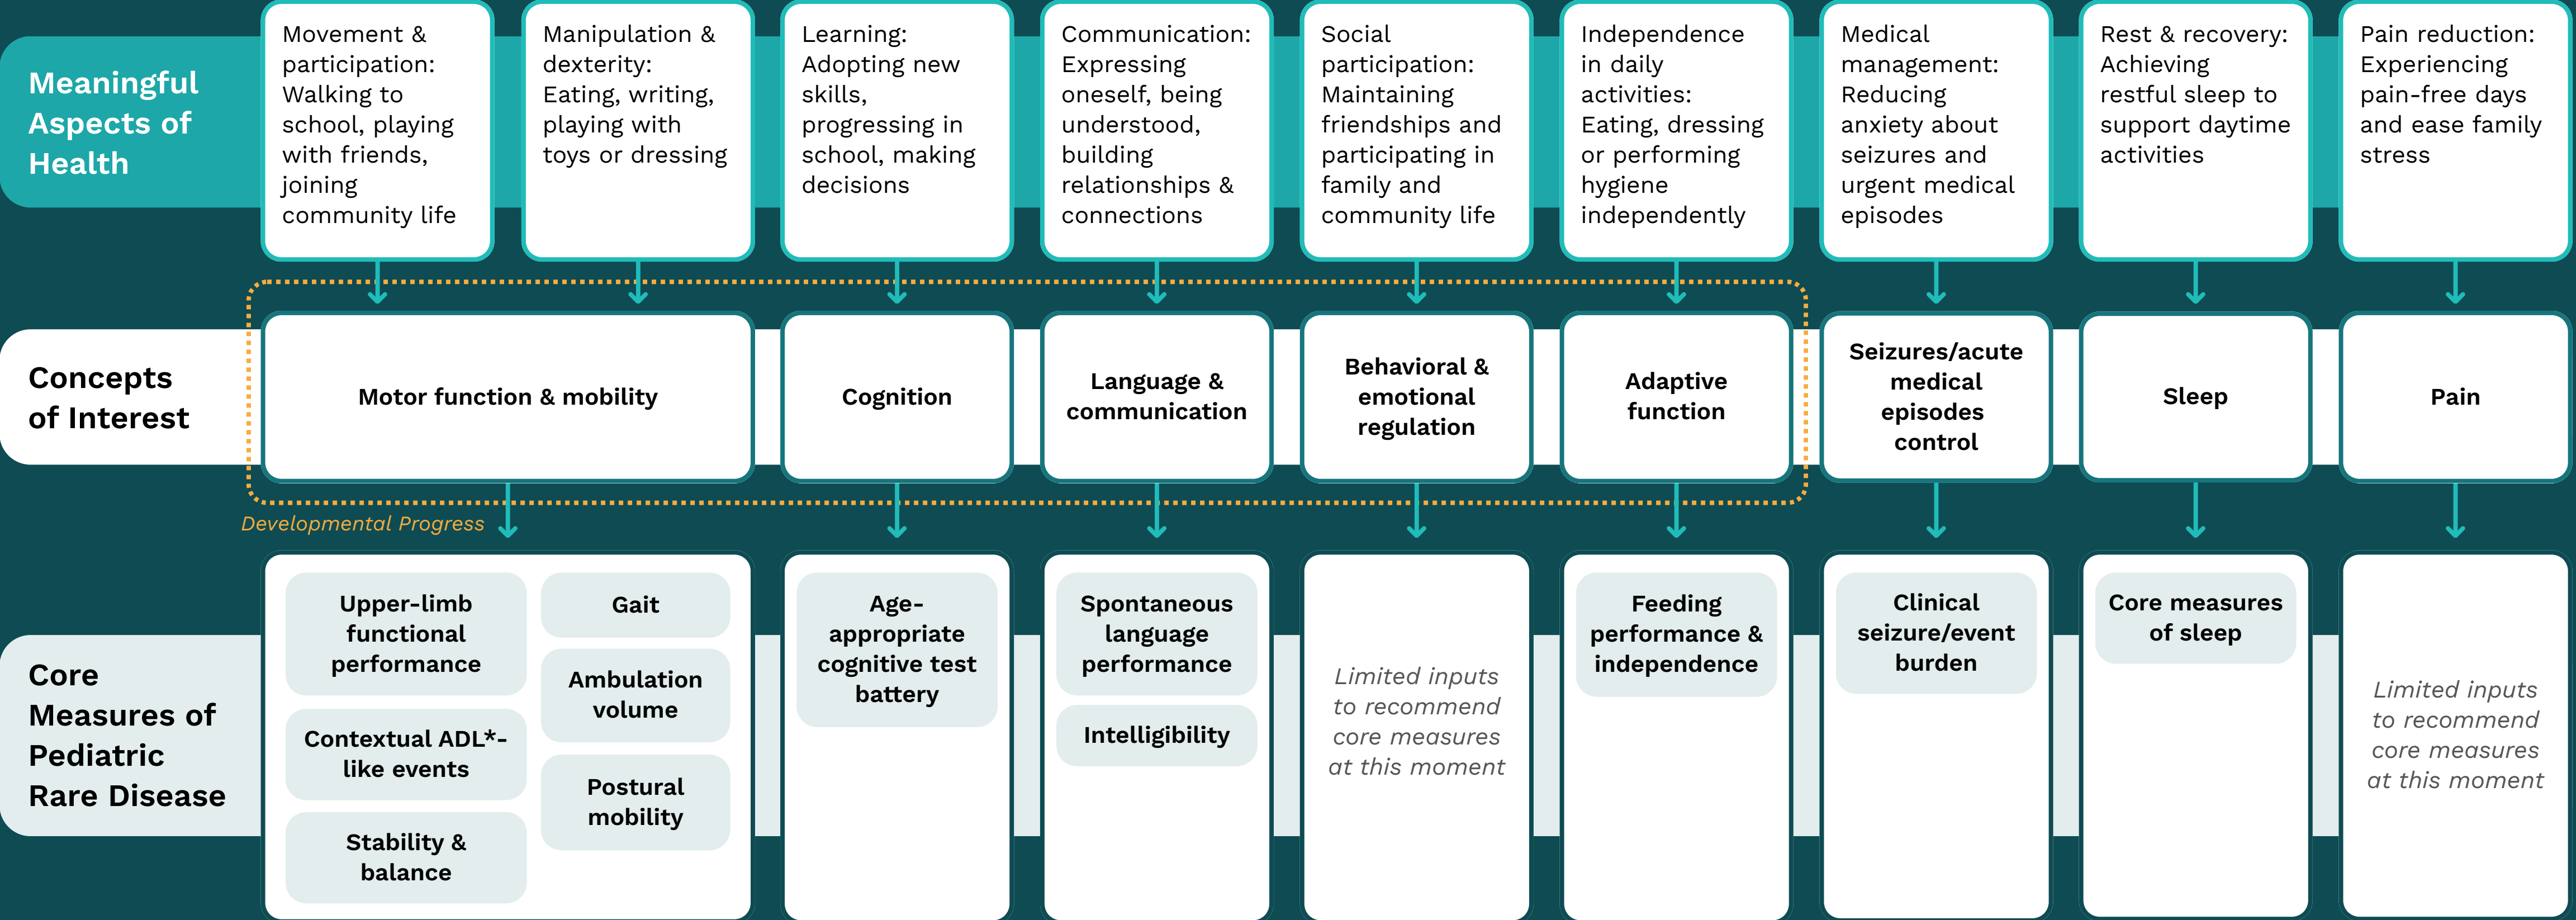 Meaningful
Aspects of
Health
Movement &
participation:
Walking to
school, playing
with friends,
joining
community life
Manipulation &
dexterity:
Eating, writing,
playing with
toys or dressing
Learning:
Adopting new
skills,
progressing in
school, making
decisions
Communication:
Expressing
oneself, being
understood,
building
relationships &
connections
Social
participation:
Maintaining
friendships and
participating in
family and
community life
Independence
in daily
activities:
Eating, dressing
or performing
hygiene
independently
Medical
management:
Reducing
anxiety about
seizures and
urgent medical
episodes
Rest & recovery:
Achieving
restful sleep to
support daytime
activities
Pain reduction:
Experiencing
pain-free days
and ease family
stress
Concepts
of Interest
Motor function & mobility
Cognition
Language &
communication
Behavioral &
emotional
regulation
Adaptive
function
Seizures/acute
medical
episodes
control
Sleep
Pain
Developmental Progress
Core
Measures of
Pediatric
Rare Disease
Upper-limb
functional
performance
Contextual ADL*-
like events
Stability &
balance
Gait
Ambulation
volume
Postural
mobility
Age-
appropriate
cognitive test
battery
Spontaneous
language
performance
Intelligibility
Limited inputs
to recommend
core measures
at this moment
Feeding
performance &
independence
Clinical
seizure/event
burden
Core measures
of sleep
Limited inputs
to recommend
core measures
at this moment